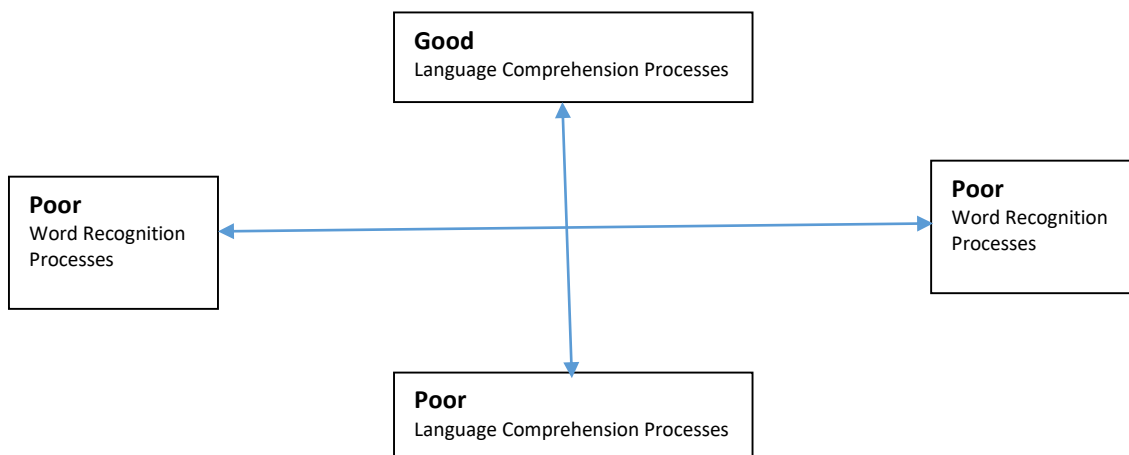 Good
Language Comprehension Processes
Poor
Word Recognition
Processes
Poor
Word Recognition
Processes
Poor
Language Comprehension Processes